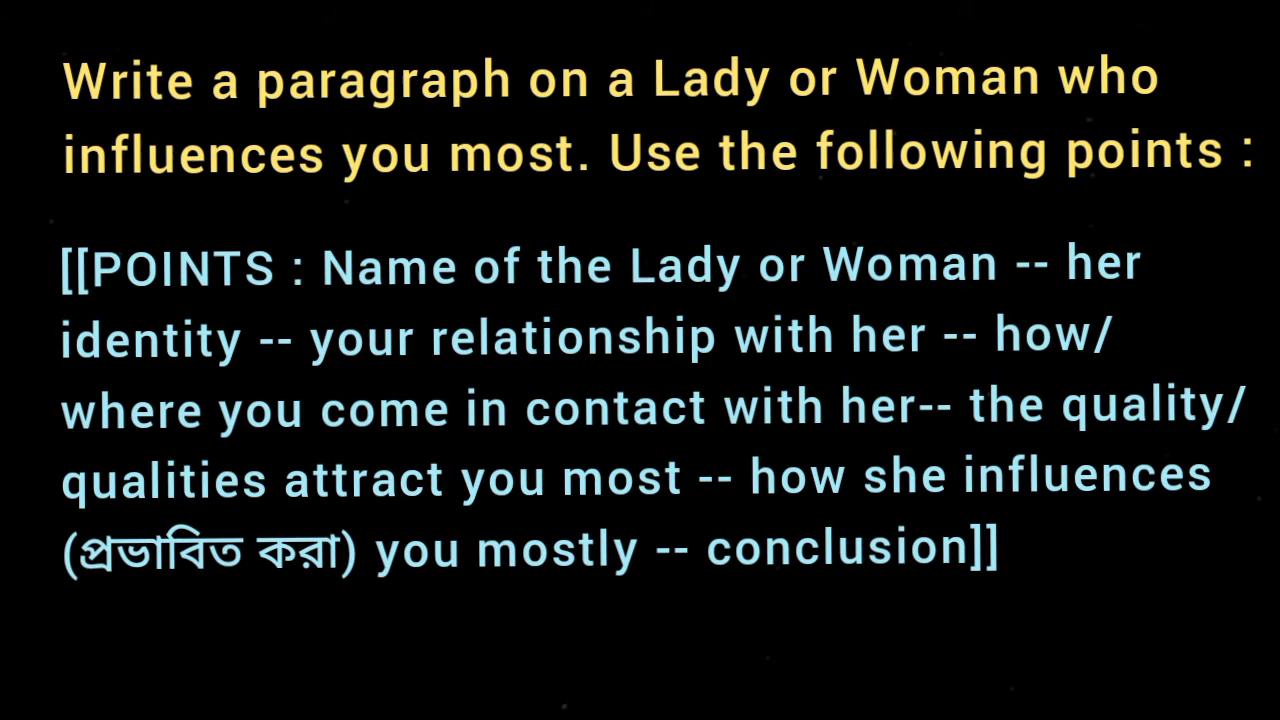 Write a paragraph on a Lady or Woman who
influences you most. Use the following points :
[[POINTS : Name of the Lady or Woman -- her
identity -- your relationship with her -- how/
where you come in contact with her-- the quality/
qualities attract you most -- how she influences
(প্রভাবিত করা) you mostly -- conclusion]]